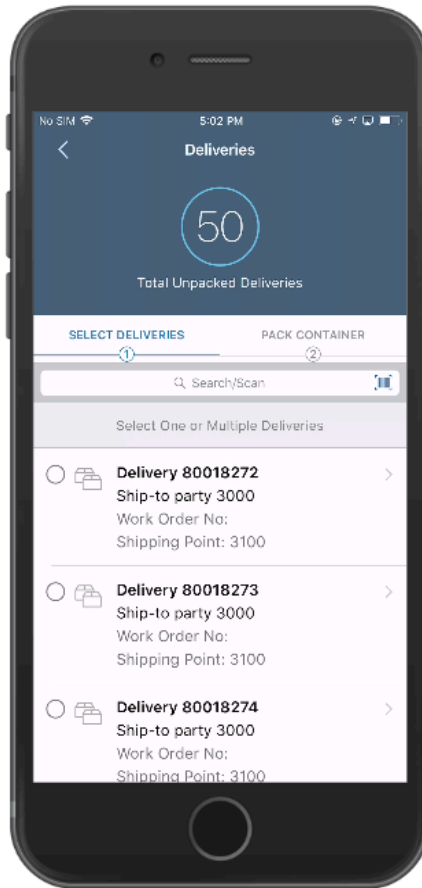 No SIM 5:02 PM
Deliveries
50
Total Unpacked Deliveries
SELECT DELIVERIES PACK CONTAINER
1 2
Search/Scan
Select One or Multiple Deliveries
Delivery 80018272
Ship-to party 3000
Work Order No:
Shipping Point: 3100
Delivery 80018273
Ship-to party 3000
Work Order No:
Shipping Point: 3100
Delivery 80018274
Ship-to party 3000
Work Order No:
Shipping Point: 3100